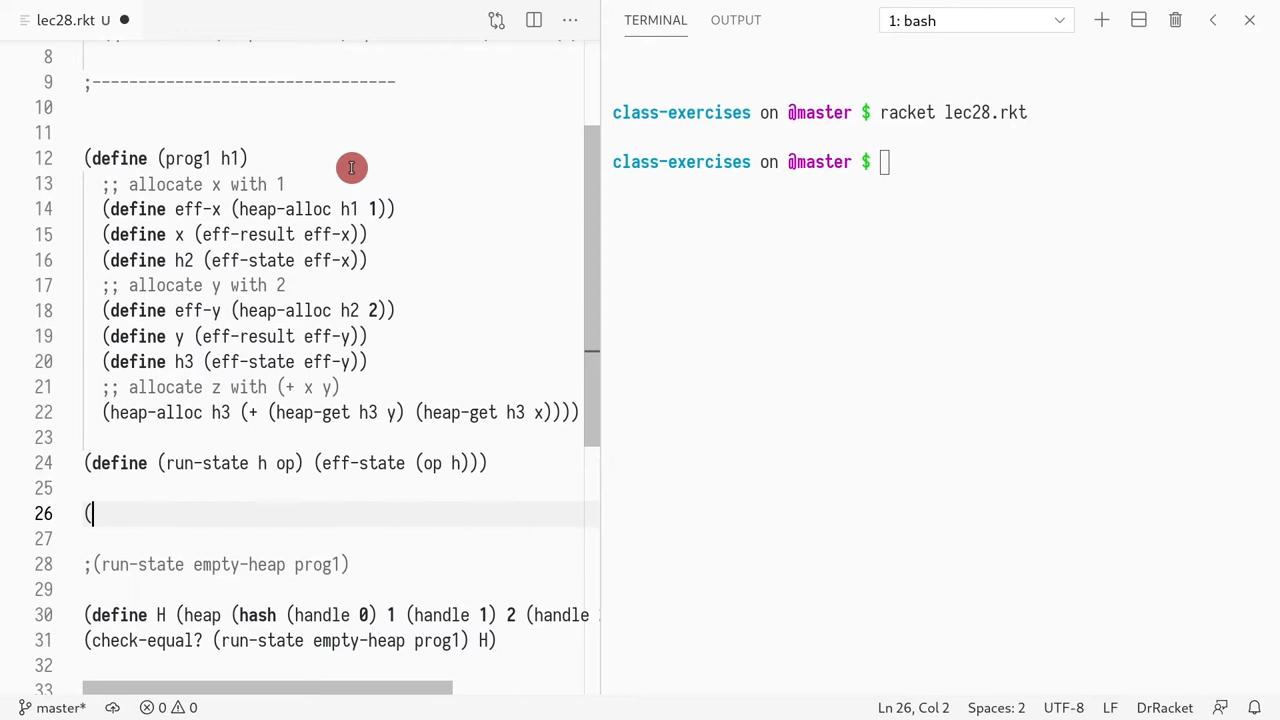 lec28.rkt U
TERMINAL OUTPUT 1: bash
8
9 ;---------------------------------
10
11
12 (define (prog1 h1)
13 ;; allocate x with 1
14 (define eff-x (heap-alloc h1 1))
15 (define x (eff-result eff-x))
16 (define h2 (eff-state eff-x))
17 ;; allocate y with 2
18 (define eff-y (heap-alloc h2 2))
19 (define y (eff-result eff-y))
20 (define h3 (eff-state eff-y))
21 ;; allocate z with (+ x y)
22 (heap-alloc h3 (+ (heap-get h3 y) (heap-get h3 x))))
23
24 (define (run-state h op) (eff-state (op h)))
25
26 (
27
28 ;(run-state empty-heap prog1)
29
30 (define H (heap (hash (handle 0) 1 (handle 1) 2 (handle
31 (check-equal? (run-state empty-heap prog1) H)
32
33
class-exercises on @master $ racket lec28.rkt
class-exercises on @master $
master* 0 0 Ln 26, Col 2 Spaces: 2 UTF-8 LF DrRacket